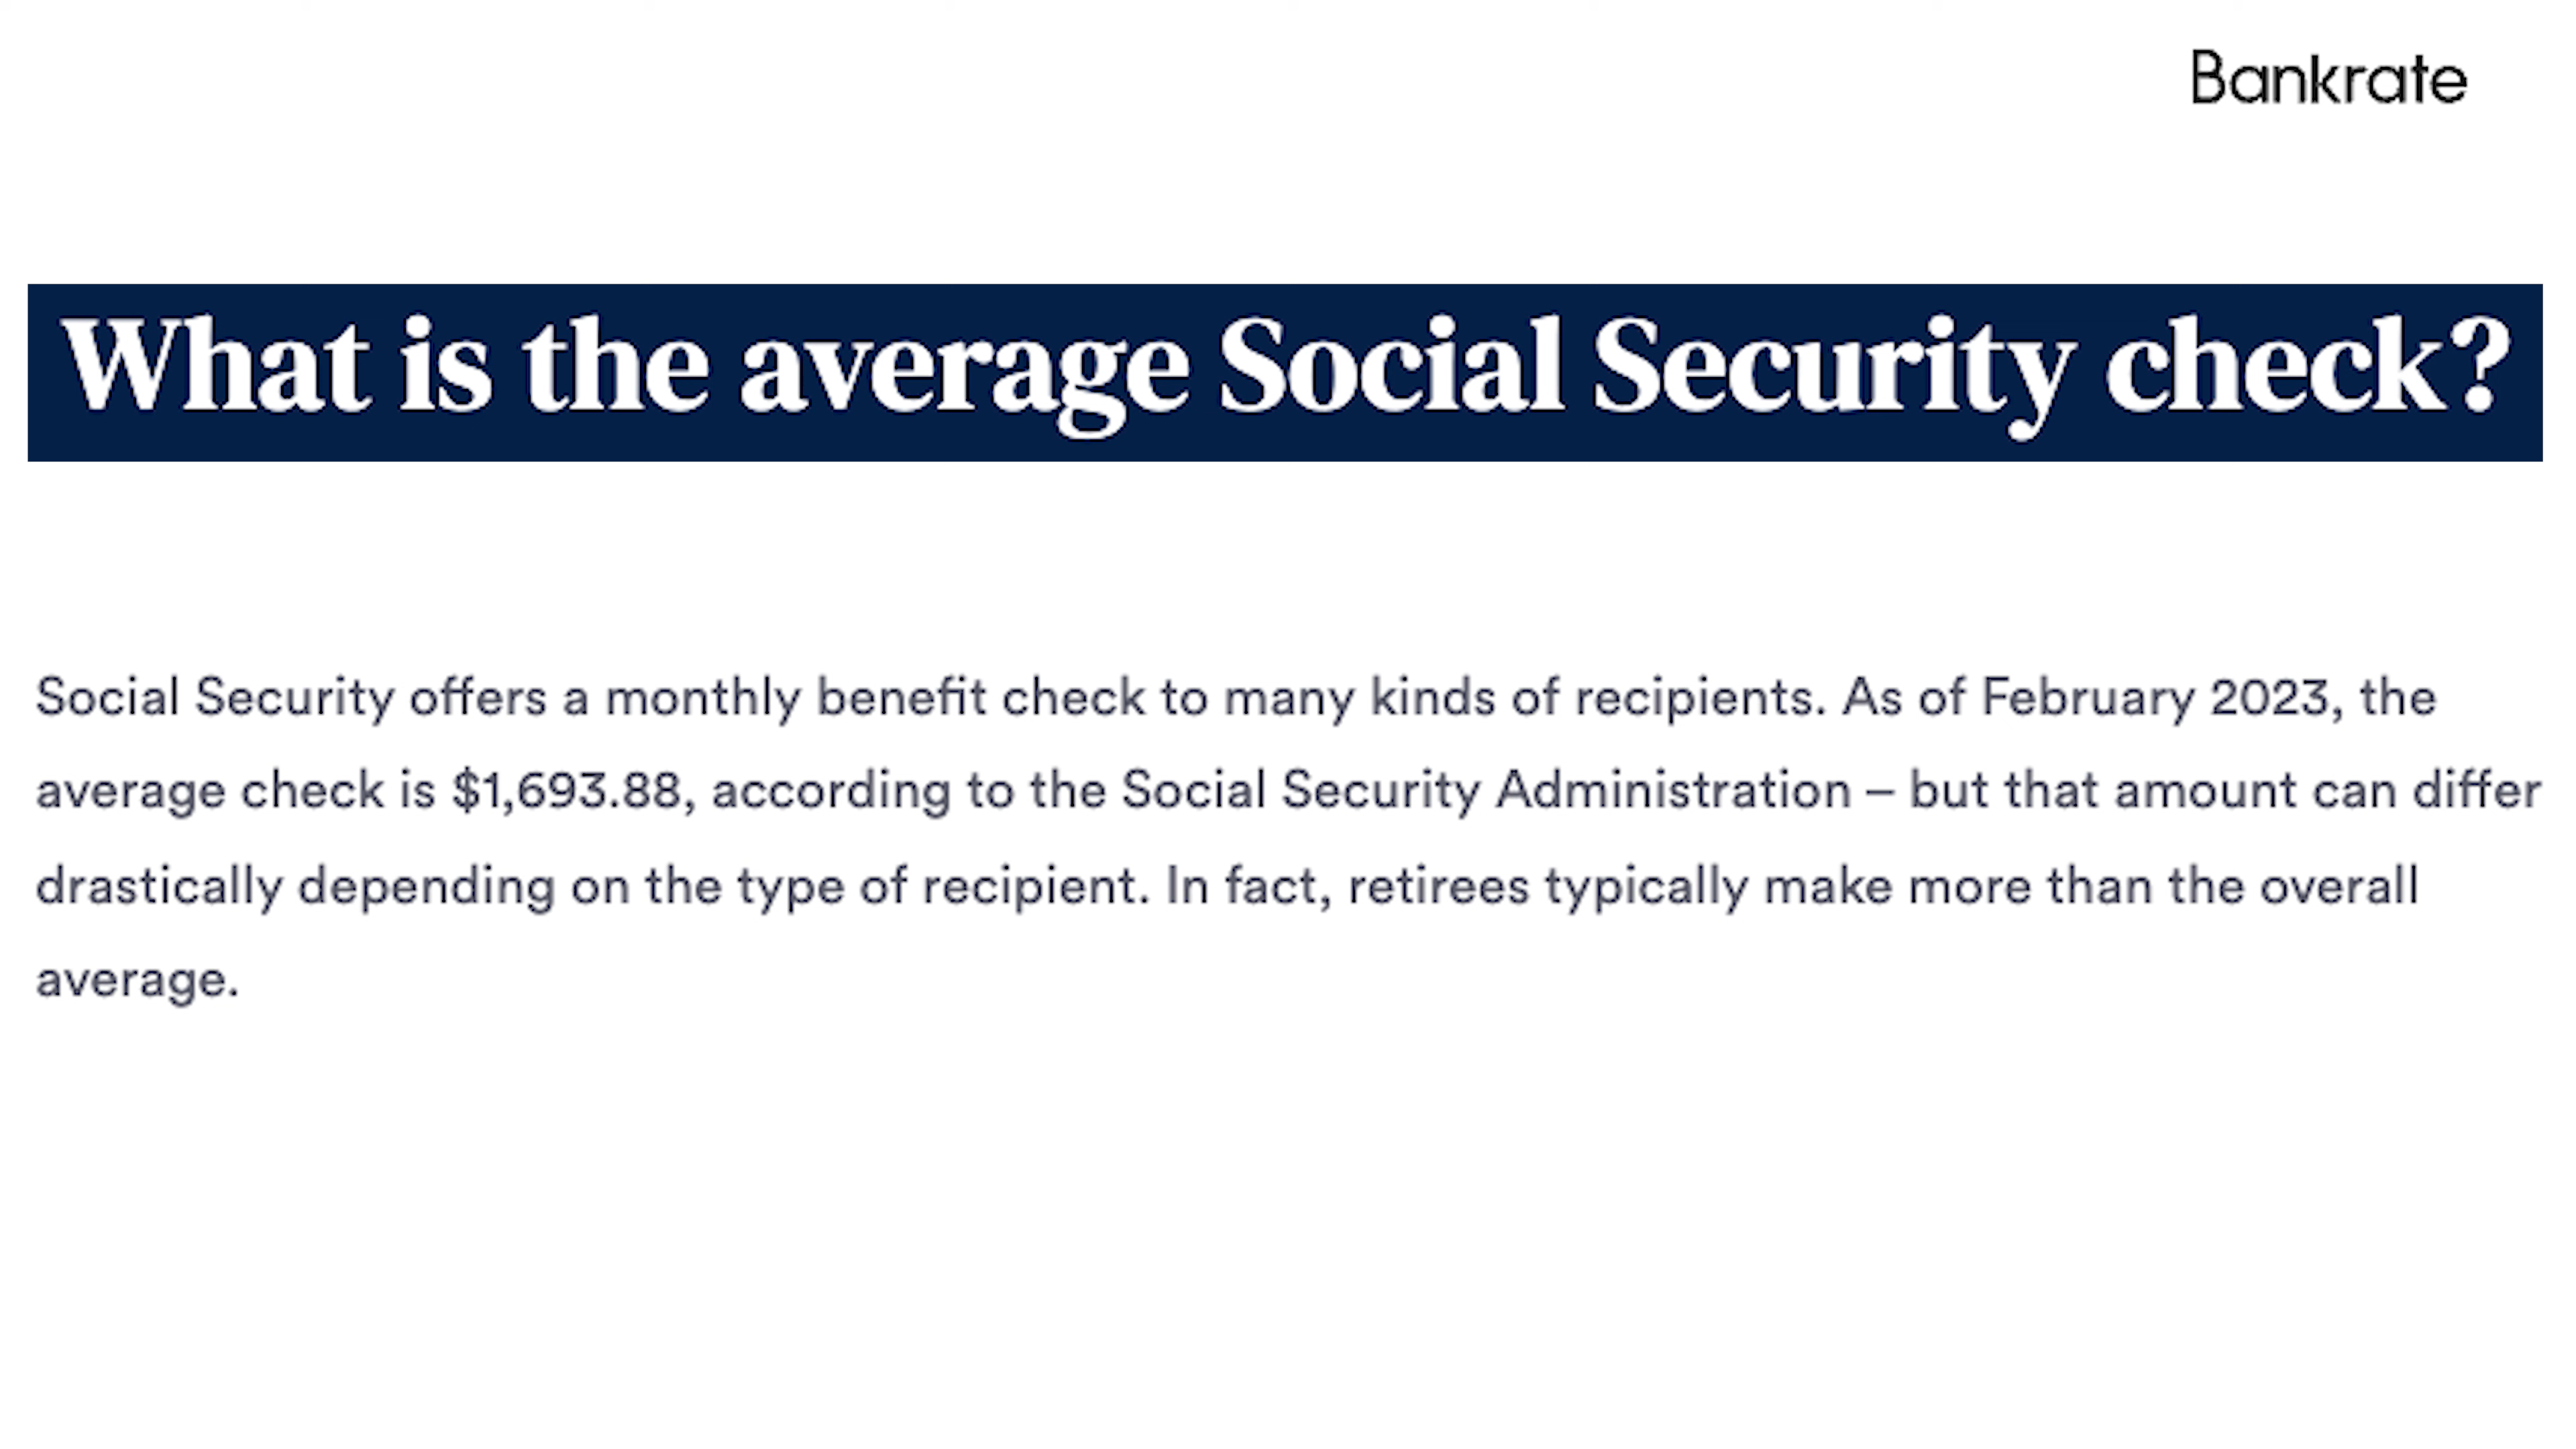 Bankrate
What is the average Social Security check?
Social Security offers a monthly benefit check to many kinds of recipients. As of February 2023, the
average check is $1,693.88, according to the Social Security Administration – but that amount can differ
drastically depending on the type of recipient. In fact, retirees typically make more than the overall
average.